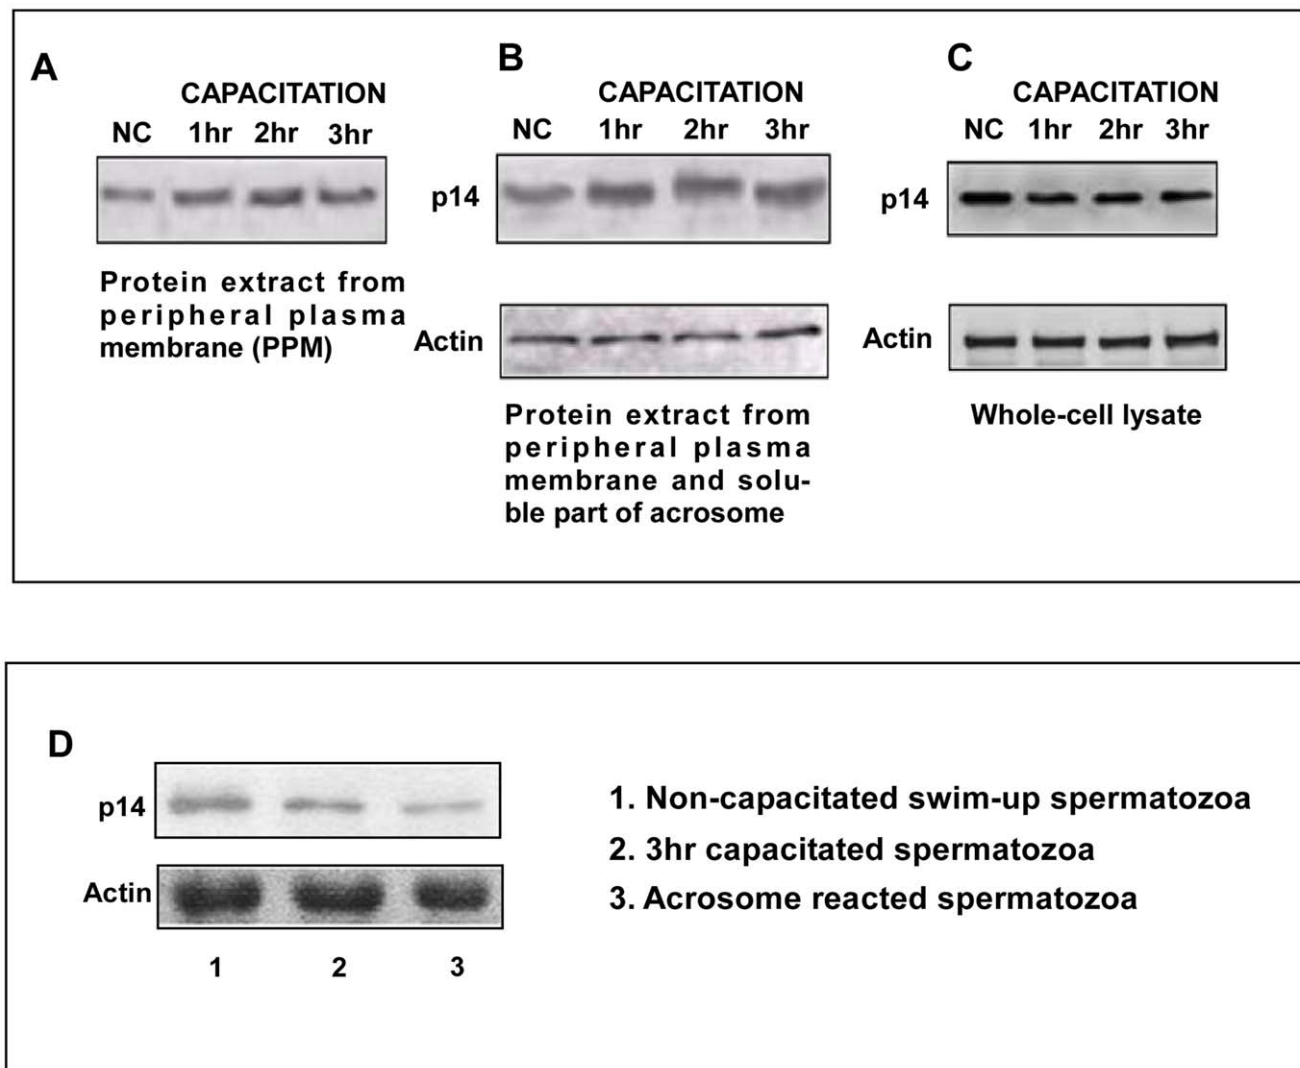 A
CAPACITATION
NC 1hr 2hr 3hr
Protein extract from
peripheral plasma
membrane (PPM)
B
CAPACITATION
NC 1hr 2hr 3hr
p14
Actin
Protein extract from
peripheral plasma
membrane and solu-
ble part of acrosome
C
CAPACITATION
NC 1hr 2hr 3hr
p14
Actin
Whole-cell lysate
D
p14
Actin
1 2 3
1. Non-capacitated swim-up spermatozoa
2. 3hr capacitated spermatozoa
3. Acrosome reacted spermatozoa